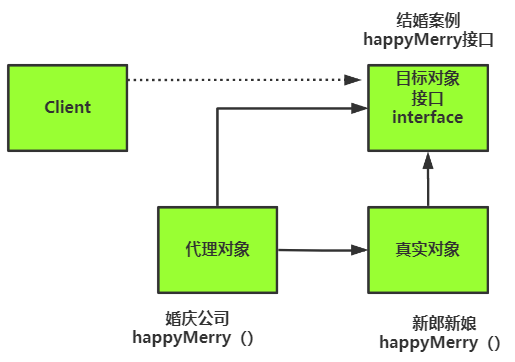 结婚案例
happyMerry接口
Client
目标对象
接口
interface
代理对象
真实对象
婚庆公司
happyMerry（）
新郎新娘
happyMerry（）